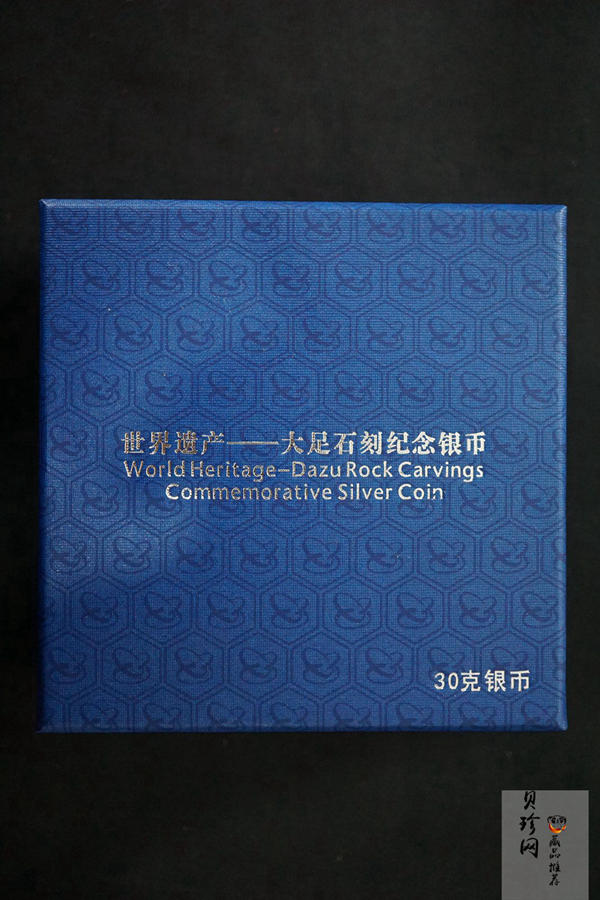 世界遗产——大足石刻纪念银币
World Heritage–Dazu Rock Carvings
Commemorative Silver Coin
30克银币
贝珍网
藏品推荐